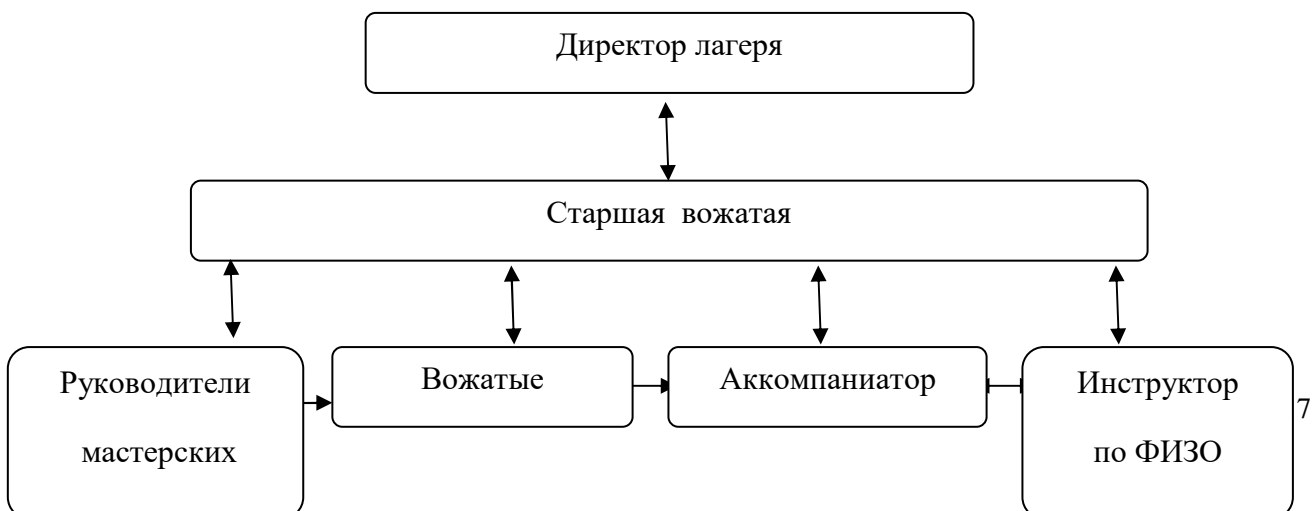 Директор лагеря
Старшая вожатая
Руководители
мастерских
Вожатые
Аккомпаниатор
Инструктор
по ФИЗО
7